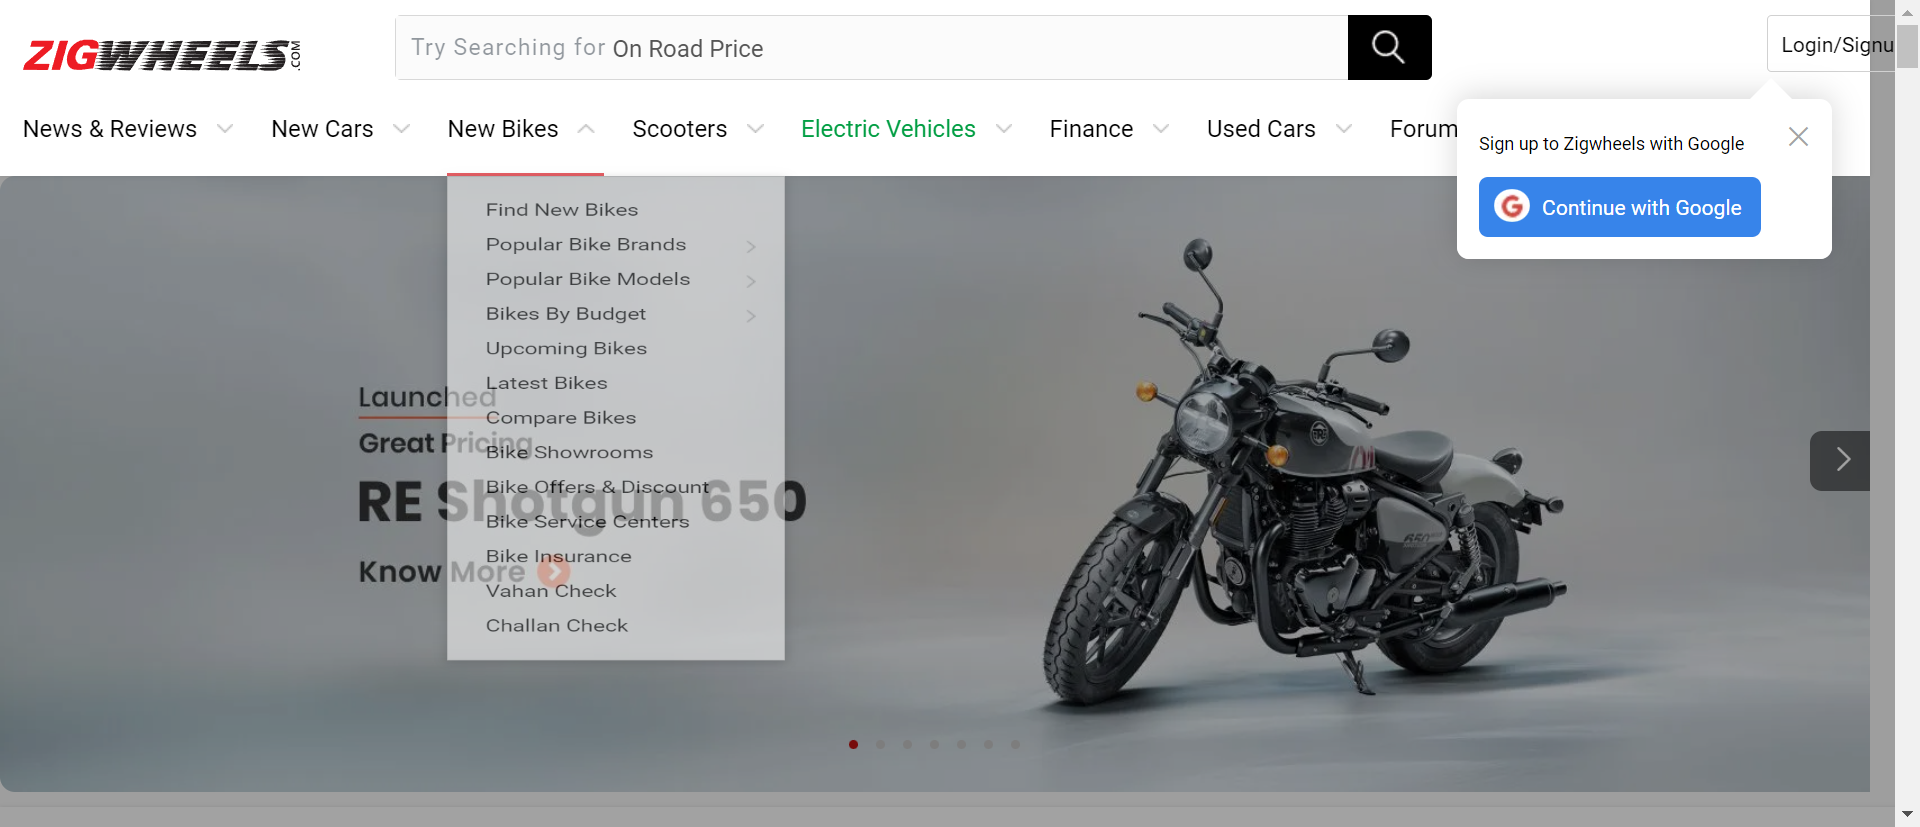 ZIGWHEELS.COM
Try Searching for On Road Price
Login/Signu
News & Reviews
New Cars
New Bikes
Scooters
Electric Vehicles
Finance
Used Cars
Forum
Sign up to Zigwheels with Google
G Continue with Google
Find New Bikes
Popular Bike Brands
Popular Bike Models
Bikes By Budget
Upcoming Bikes
Latest Bikes
Compare Bikes
Bike Showrooms
Bike Offers & Discount
Bike Service Centers
Bike Insurance
Vahan Check
Challan Check
Launched
Great Pricing
RE Shotgun 650
Know More
650